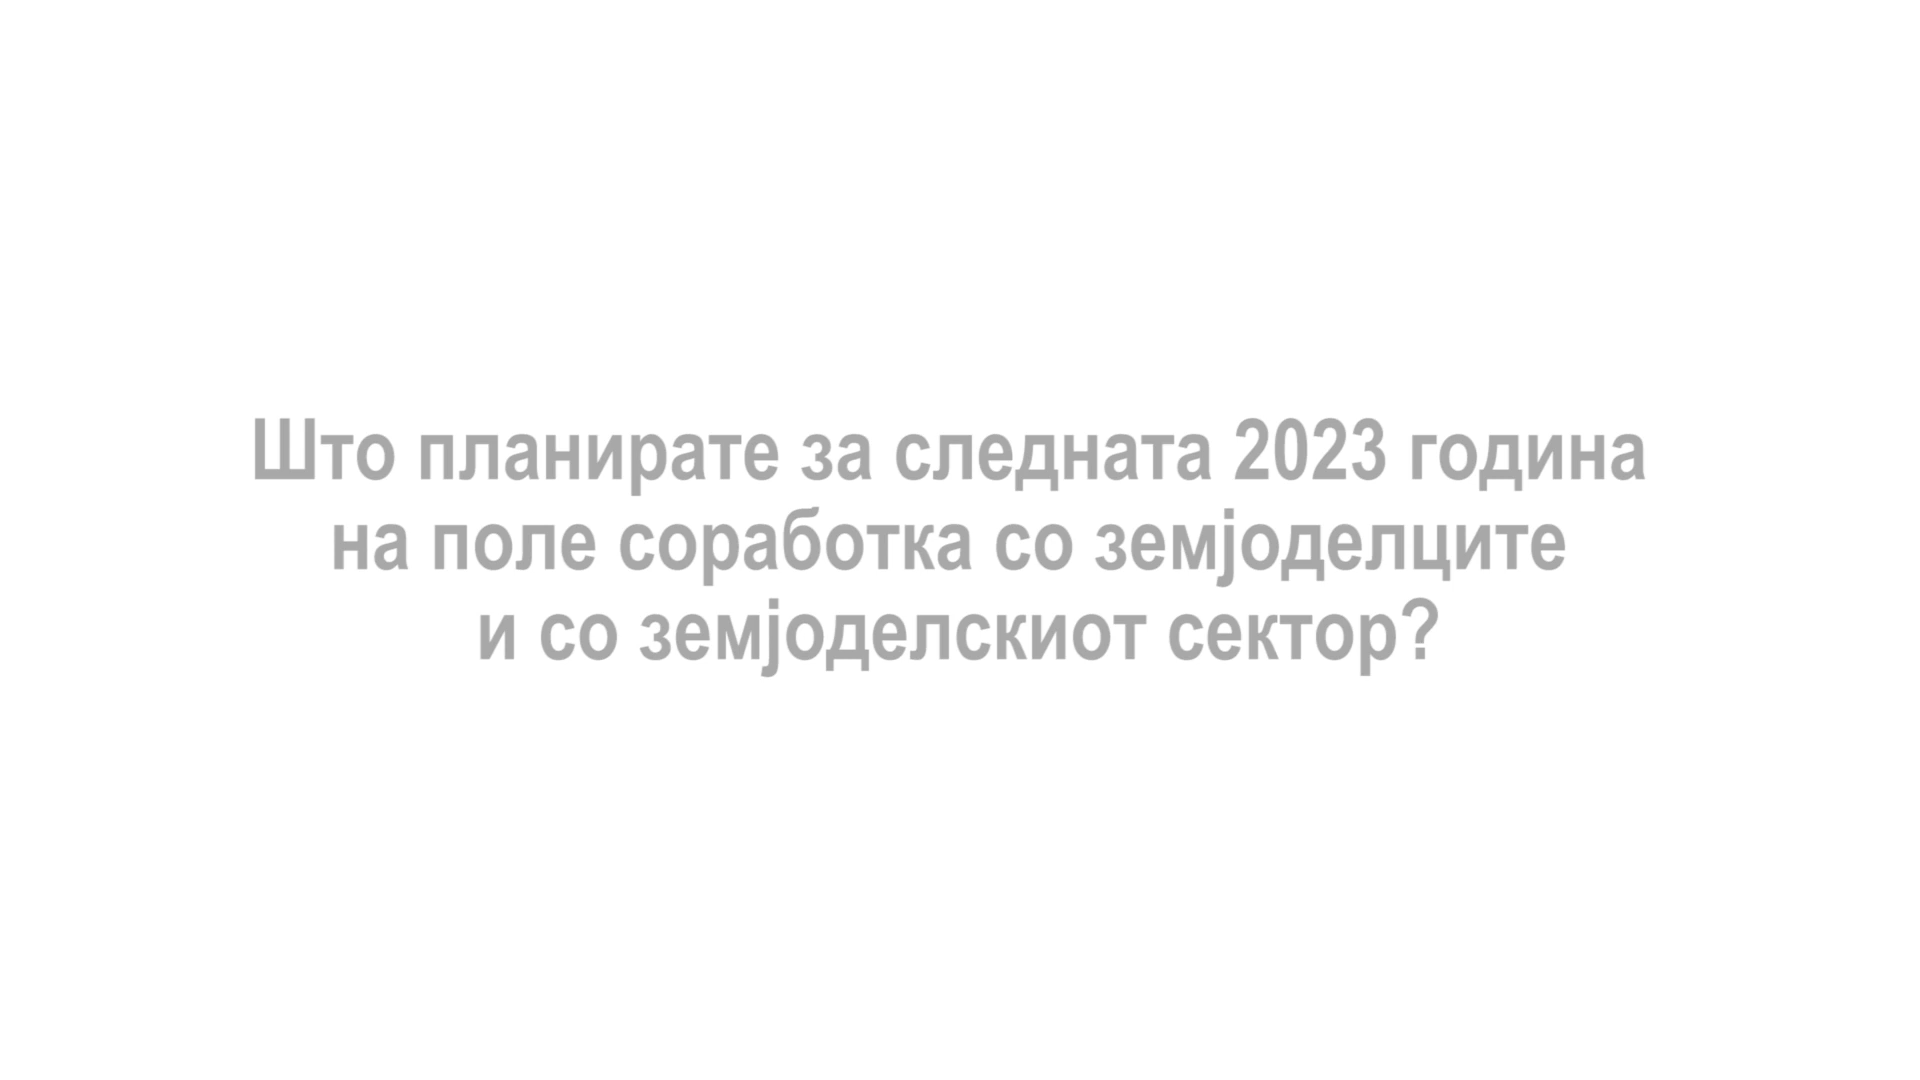 Што планирате за следната 2023 година
на поле соработка со земјоделците
и со земјоделскиот сектор?